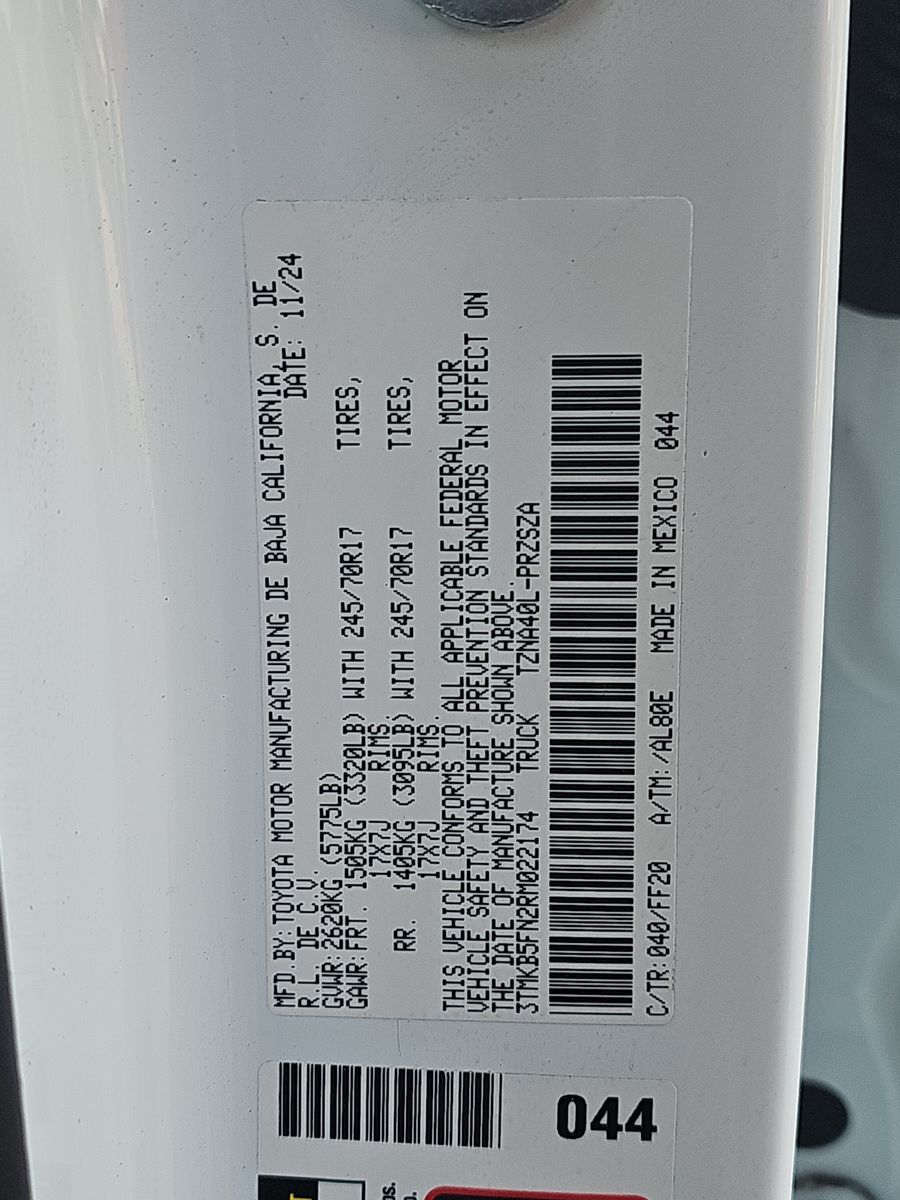 MFD BY: TOYOTA MOTOR MANUFACTURING DE BAJA CALIFORNIA, S. DE
R.L. DE C.V. DATE: 11/24
GVWR: 2620KG (5775LB)
GAWR: FRT. 1505KG (3320LB) WITH 245/70R17 TIRES,
17X7J RIMS.
RR. 1405KG (3095LB) WITH 245/70R17 TIRES,
17X7J RIMS.
THIS VEHICLE CONFORMS TO ALL APPLICABLE FEDERAL MOTOR
VEHICLE SAFETY AND THEFT PREVENTION STANDARDS IN EFFECT ON
THE DATE OF MANUFACTURE SHOWN ABOVE.
3TMKB5FN2RM022174 TRUCK TZNA40L-PRZSZA
C/TR: 040/FF20 A/TM: /AL80E MADE IN MEXICO 044
044